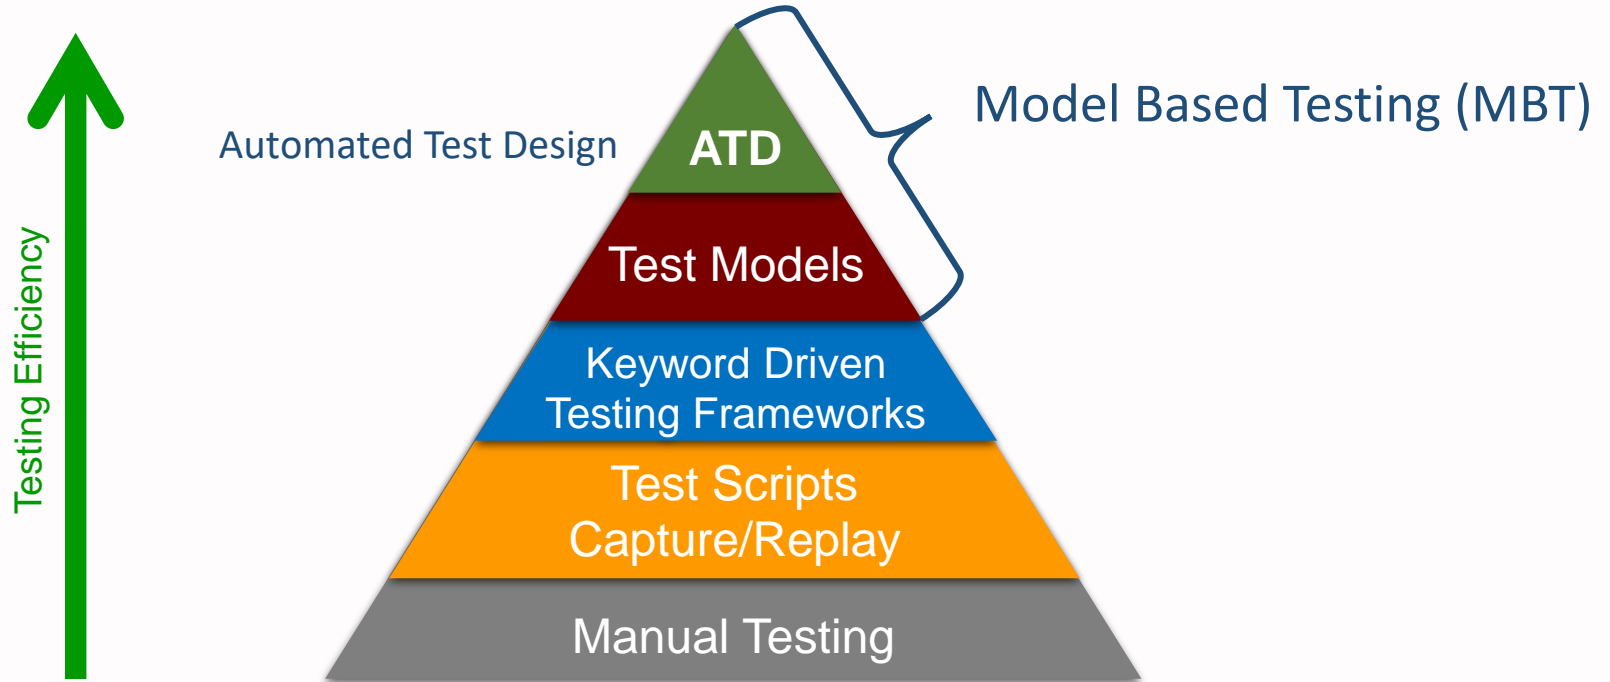 Model Based Testing (MBT)
Automated Test Design
ATD
Test Models
Testing Efficiency
Keyword Driven
Testing Frameworks
Test Scripts
Capture/Replay
Manual Testing